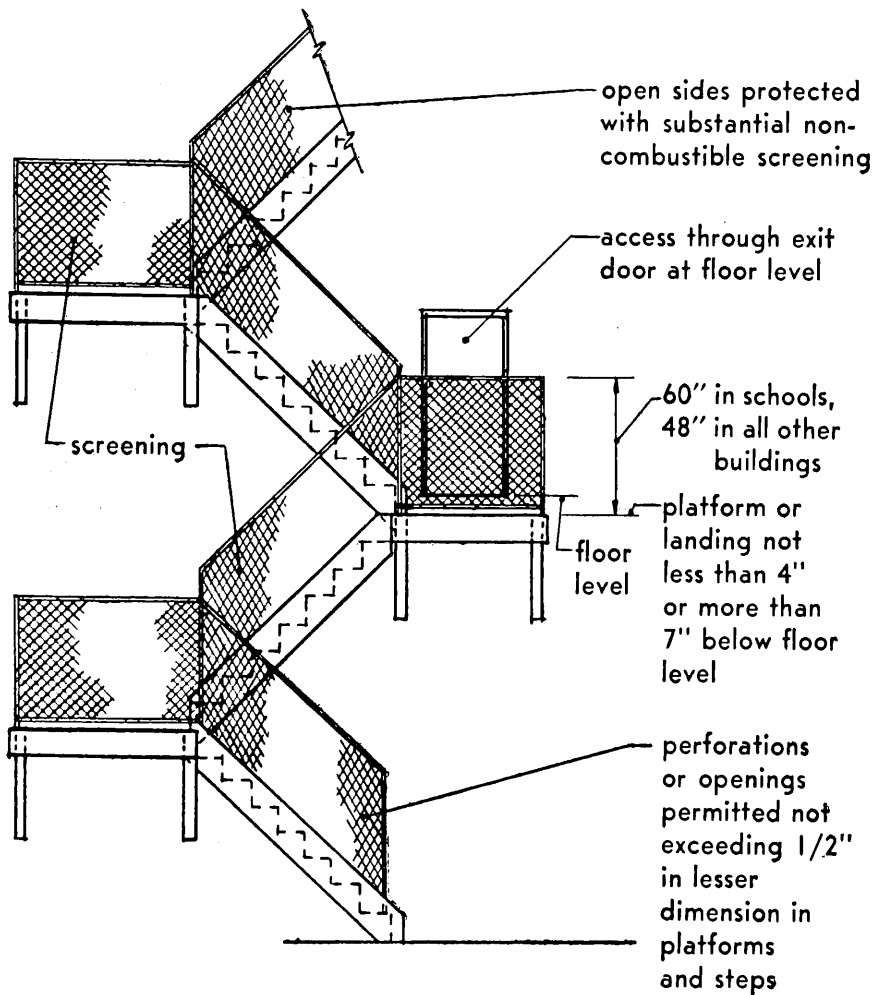 open sides protected
with substantial non-
combustible screening
access through exit
door at floor level
60" in schools,
48" in all other
buildings
screening
floor
level
platform or
landing not
less than 4"
or more than
7" below floor
level
perforations
or openings
permitted not
exceeding 1/2"
in lesser
dimension in
platforms
and steps